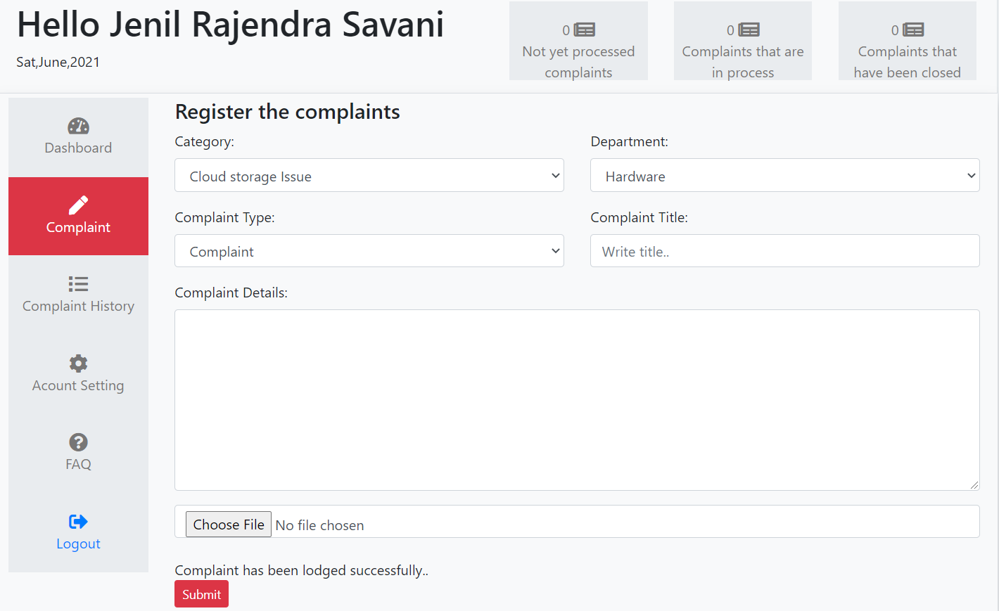 Hello Jenil Rajendra Savani
Sat,June,2021
0
Not yet processed
complaints
0
Complaints that are
in process
0
Complaints that
have been closed
Dashboard
Complaint
Complaint History
Acount Setting
FAQ
Logout
Register the complaints
Category:
Cloud storage Issue
Department:
Hardware
Complaint Type:
Complaint
Complaint Title:
Write title..
Complaint Details:
Choose File No file chosen
Complaint has been lodged successfully..
Submit